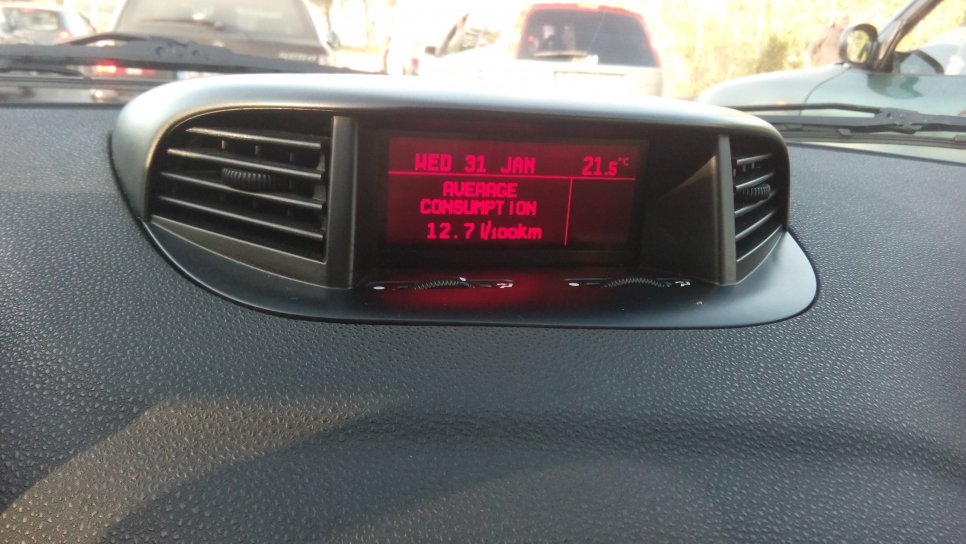 WED 31 JAN 21.5°C
AVERAGE
CONSUMPTION
12.7 l/100km